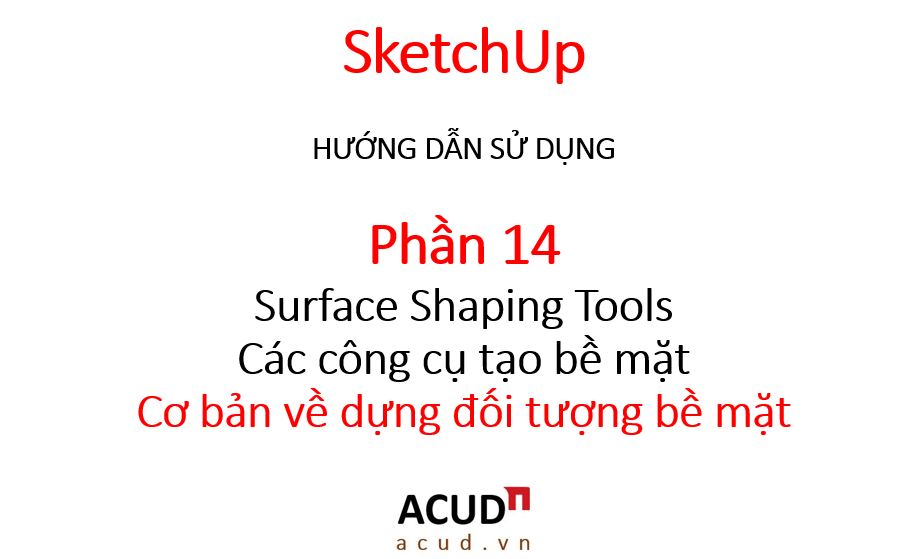 SketchUp
HƯỚNG DẪN SỬ DỤNG
Phần 14
Surface Shaping Tools
Các công cụ tạo bề mặt
Cơ bản về dựng đối tượng bề mặt
ACUD
acud.vn